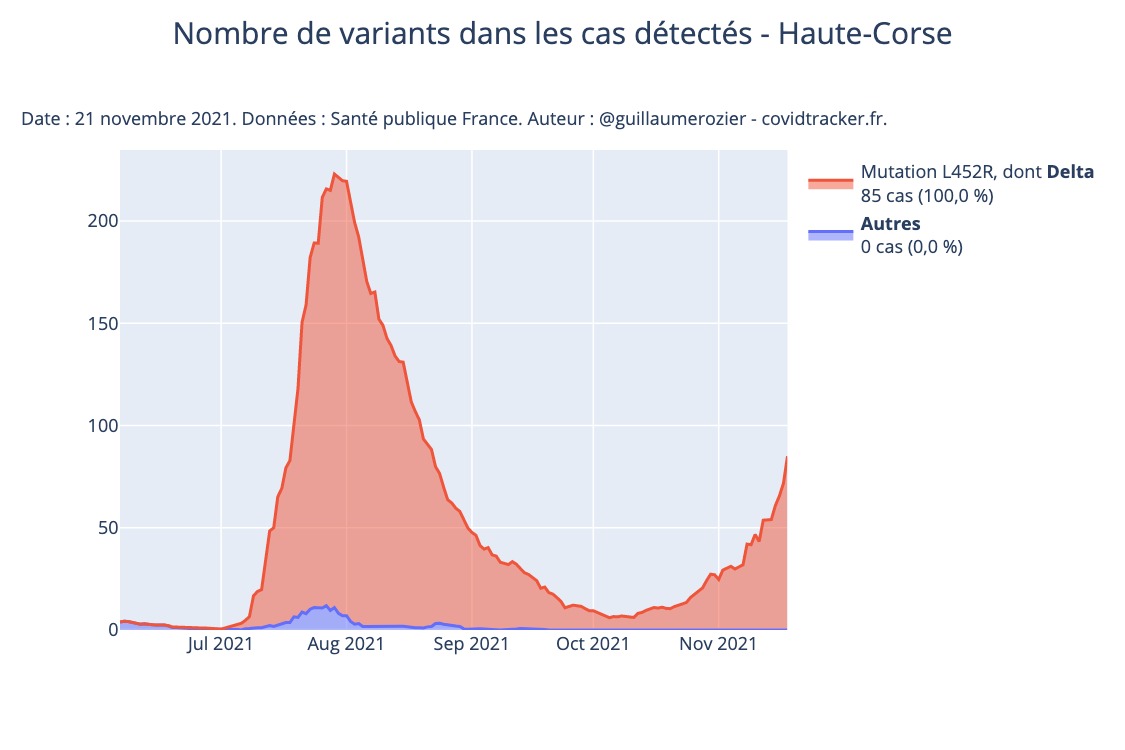 Nombre de variants dans les cas détectés - Haute-Corse
Date : 21 novembre 2021. Données : Santé publique France. Auteur : @guillaumerozier - covidtracker.fr.
Mutation L452R, dont Delta
85 cas (100,0 %)
Autres
0 cas (0,0 %)
200
150
100
50
0
Jul 2021
Aug 2021
Sep 2021
Oct 2021
Nov 2021